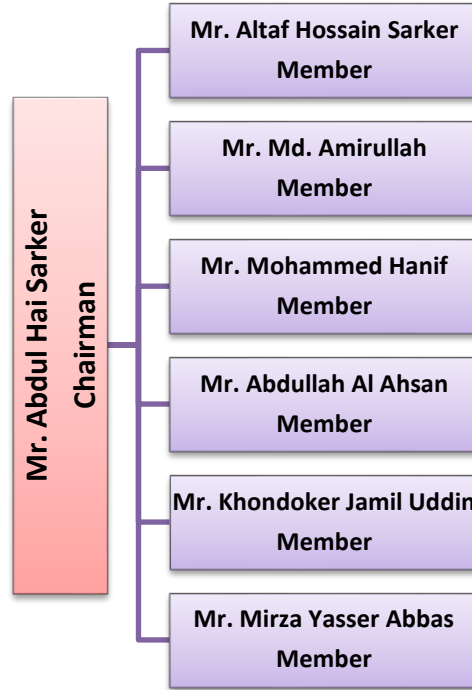 Mr. Abdul Hai Sarker
Chairman
Mr. Altaf Hossain Sarker
Member
Mr. Md. Amirullah
Member
Mr. Mohammed Hanif
Member
Mr. Abdullah Al Ahsan
Member
Mr. Khondoker Jamil Uddin
Member
Mr. Mirza Yasser Abbas
Member